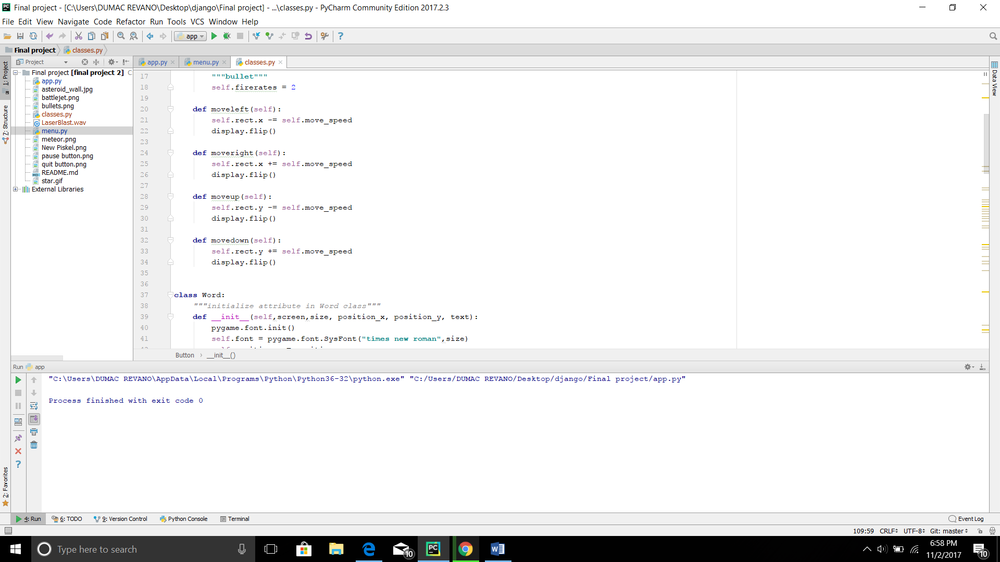 Final project - [C:\Users\DUMAC REVANO\Desktop\django\Final project] - ...\classes.py - PyCharm Community Edition 2017.2.3
File Edit View Navigate Code Refactor Run Tools VCS Window Help
app
Final project classes.py
Project
app.py menu.py classes.py
1: Project
Z: Structure
2: Favorites
Data View
Final project [final project 2] C
app.py
asteroid_wall.jpg
battlejet.png
bullets.png
classes.py
LaserBlast.wav
menu.py
meteor.png
New Piskel.png
pause button.png
quit button.png
README.md
star.gif
External Libraries
17 """bullet"""
18 self.firerates = 2
19
20 def moveleft(self):
21 self.rect.x -= self.move_speed
22 display.flip()
23
24 def moveright(self):
25 self.rect.x += self.move_speed
26 display.flip()
27
28 def moveup(self):
29 self.rect.y -= self.move_speed
30 display.flip()
31
32 def movedown(self):
33 self.rect.y += self.move_speed
34 display.flip()
35
36
37 class Word:
38 """initialize attribute in Word class"""
39 def __init__(self,screen,size, position_x, position_y, text):
40 pygame.font.init()
41 self.font = pygame.font.SysFont("times new roman",size)
Button › __init__()
Run app
"C:\Users\DUMAC REVANO\AppData\Local\Programs\Python\Python36-32\python.exe" "C:/Users/DUMAC REVANO/Desktop/django/Final project/app.py"
Process finished with exit code 0
4: Run 6: TODO 9: Version Control Python Console Terminal Event Log
109:59 CRLF UTF-8 Git: master
Type here to search
10
6:58 PM
11/2/2017
10